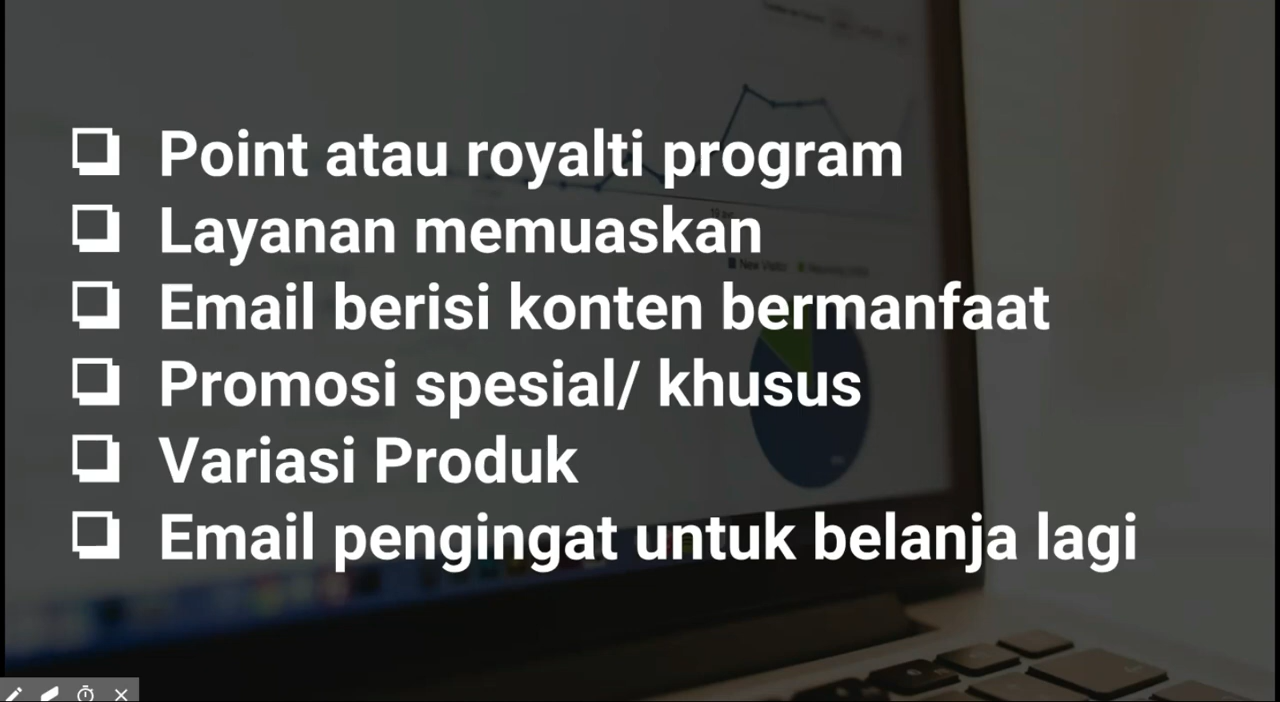 Point atau royalti program
Layanan memuaskan
Email berisi konten bermanfaat
Promosi spesial/ khusus
Variasi Produk
Email pengingat untuk belanja lagi